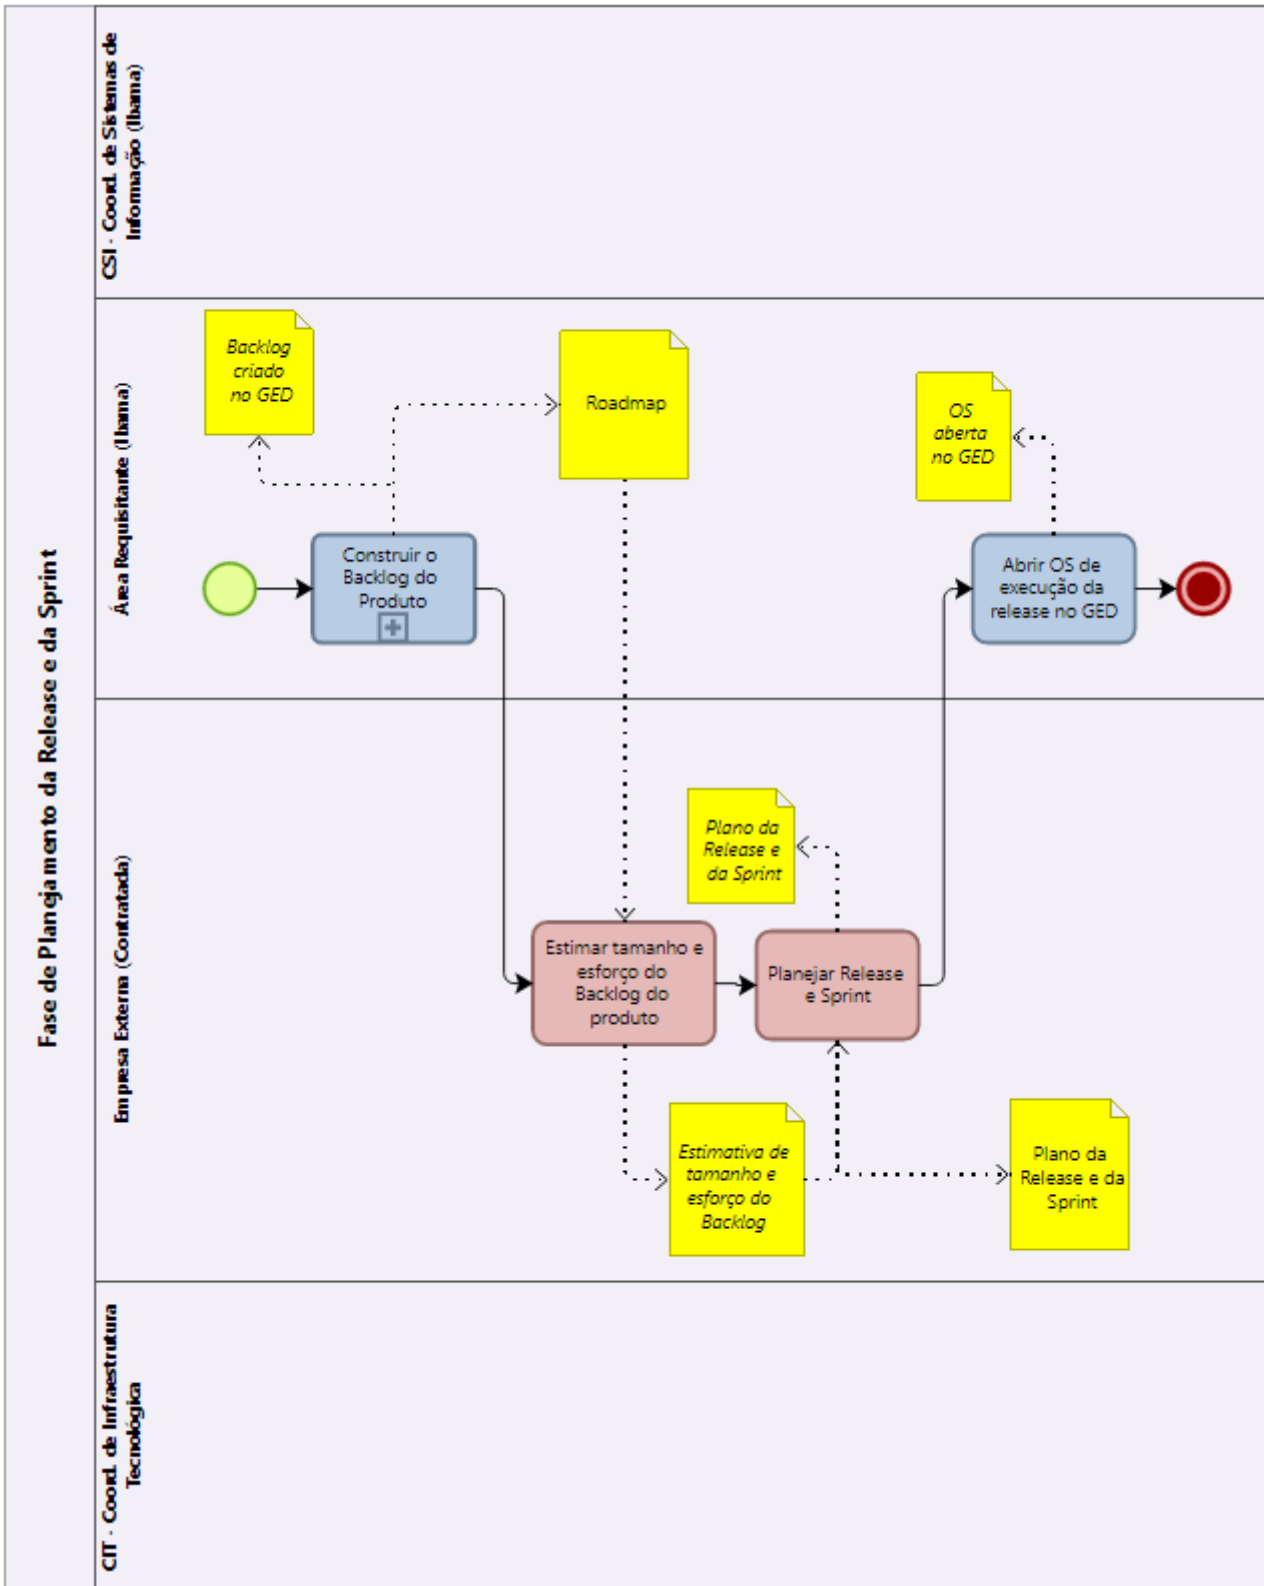 Fase de Planejamento da Release e da Sprint
CSI - Coord. de Sistemas de
Informação (Ibama)
Área Requisitante (Ibama)
Backlog
criado
no GED
Roadmap
OS
aberta
no GED
Construir o
Backlog do
Produto
Abrir OS de
execução da
release no GED
Empresa Externa (Contratada)
Plano da
Release e
da Sprint
Estimar tamanho e
esforço do
Backlog do
produto
Planejar Release
e Sprint
Estimativa de
tamanho e
esforço do
Backlog
Plano da
Release e da
Sprint
CIT - Coord. de Infraestrutura
Tecnológica